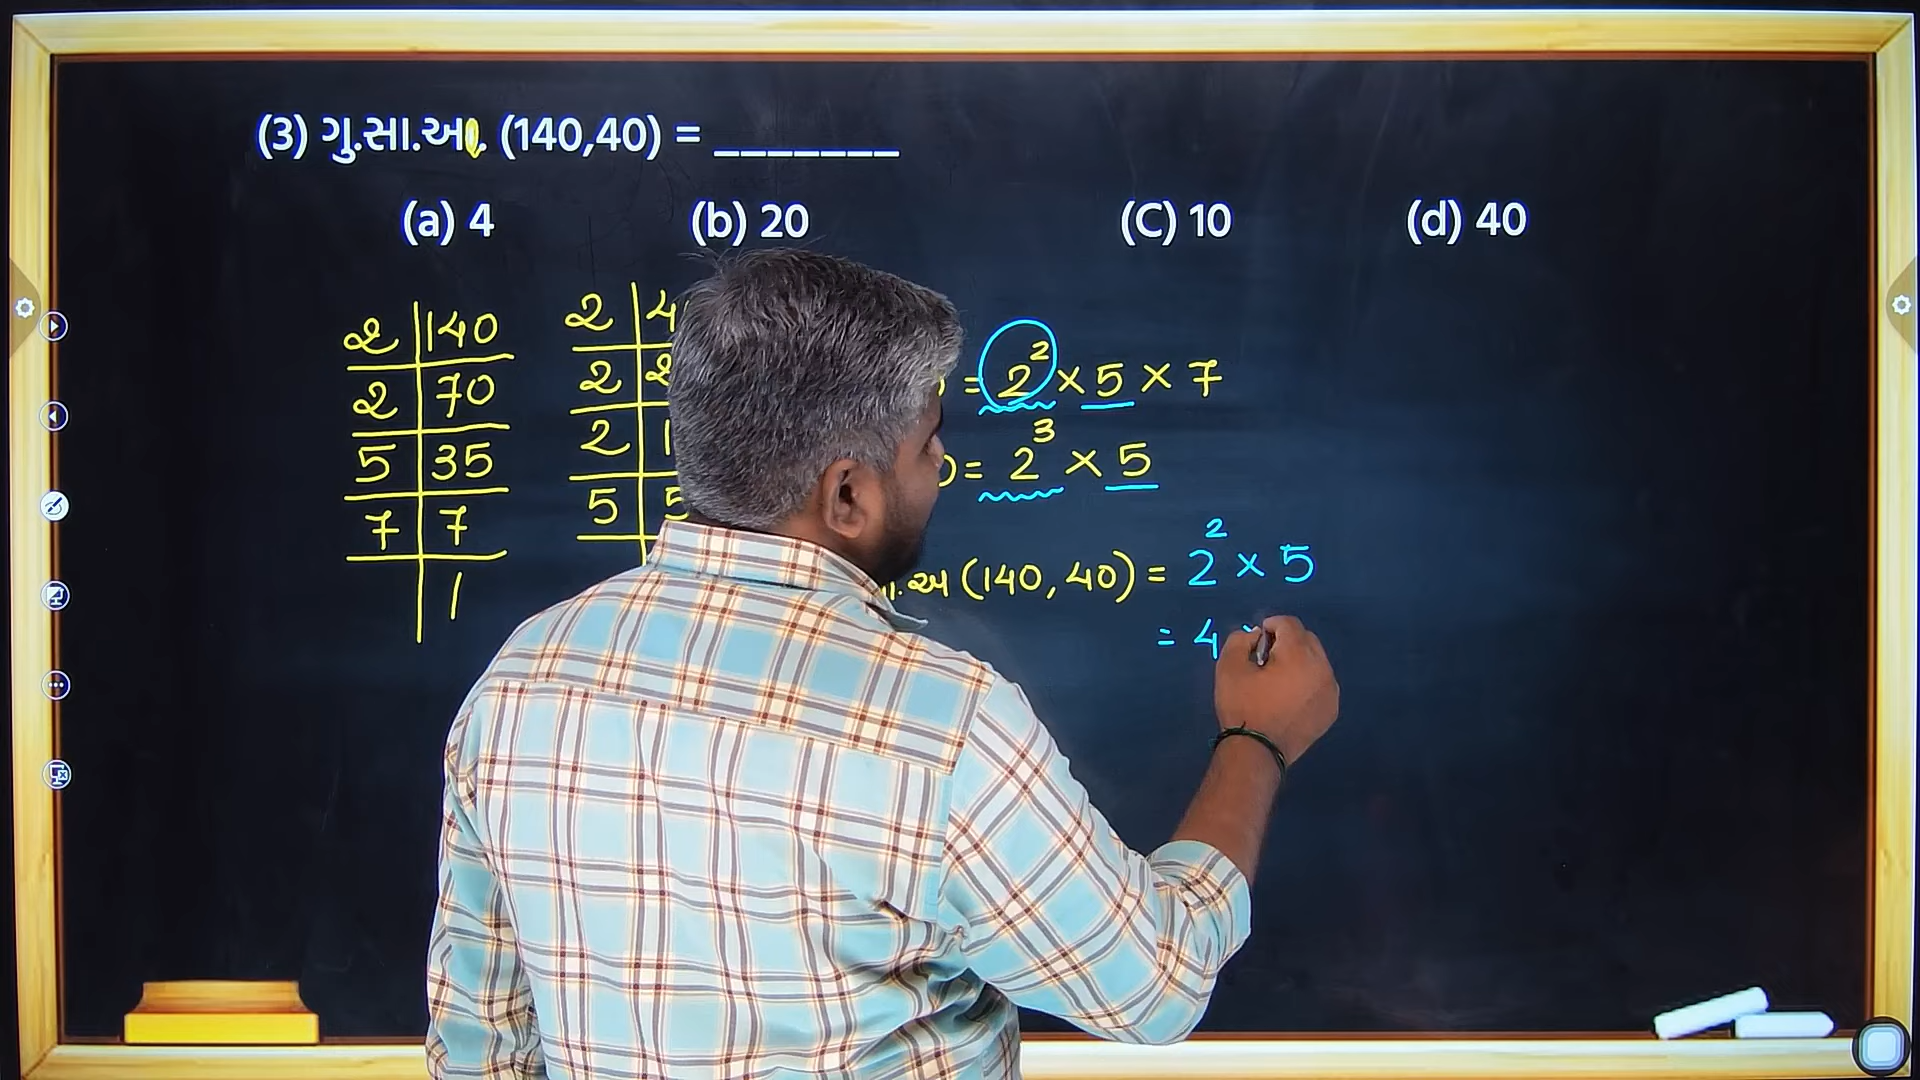 (3) ગુ.સા.અ. (140,40) = _______
(a) 4 (b) 20 (C) 10 (d) 40
2 140
2 70
5 35
7 7
1
2
2
2
5 5
= 2² × 5 × 7
= 2³ × 5
.અ (140, 40) = 2² × 5
= 4